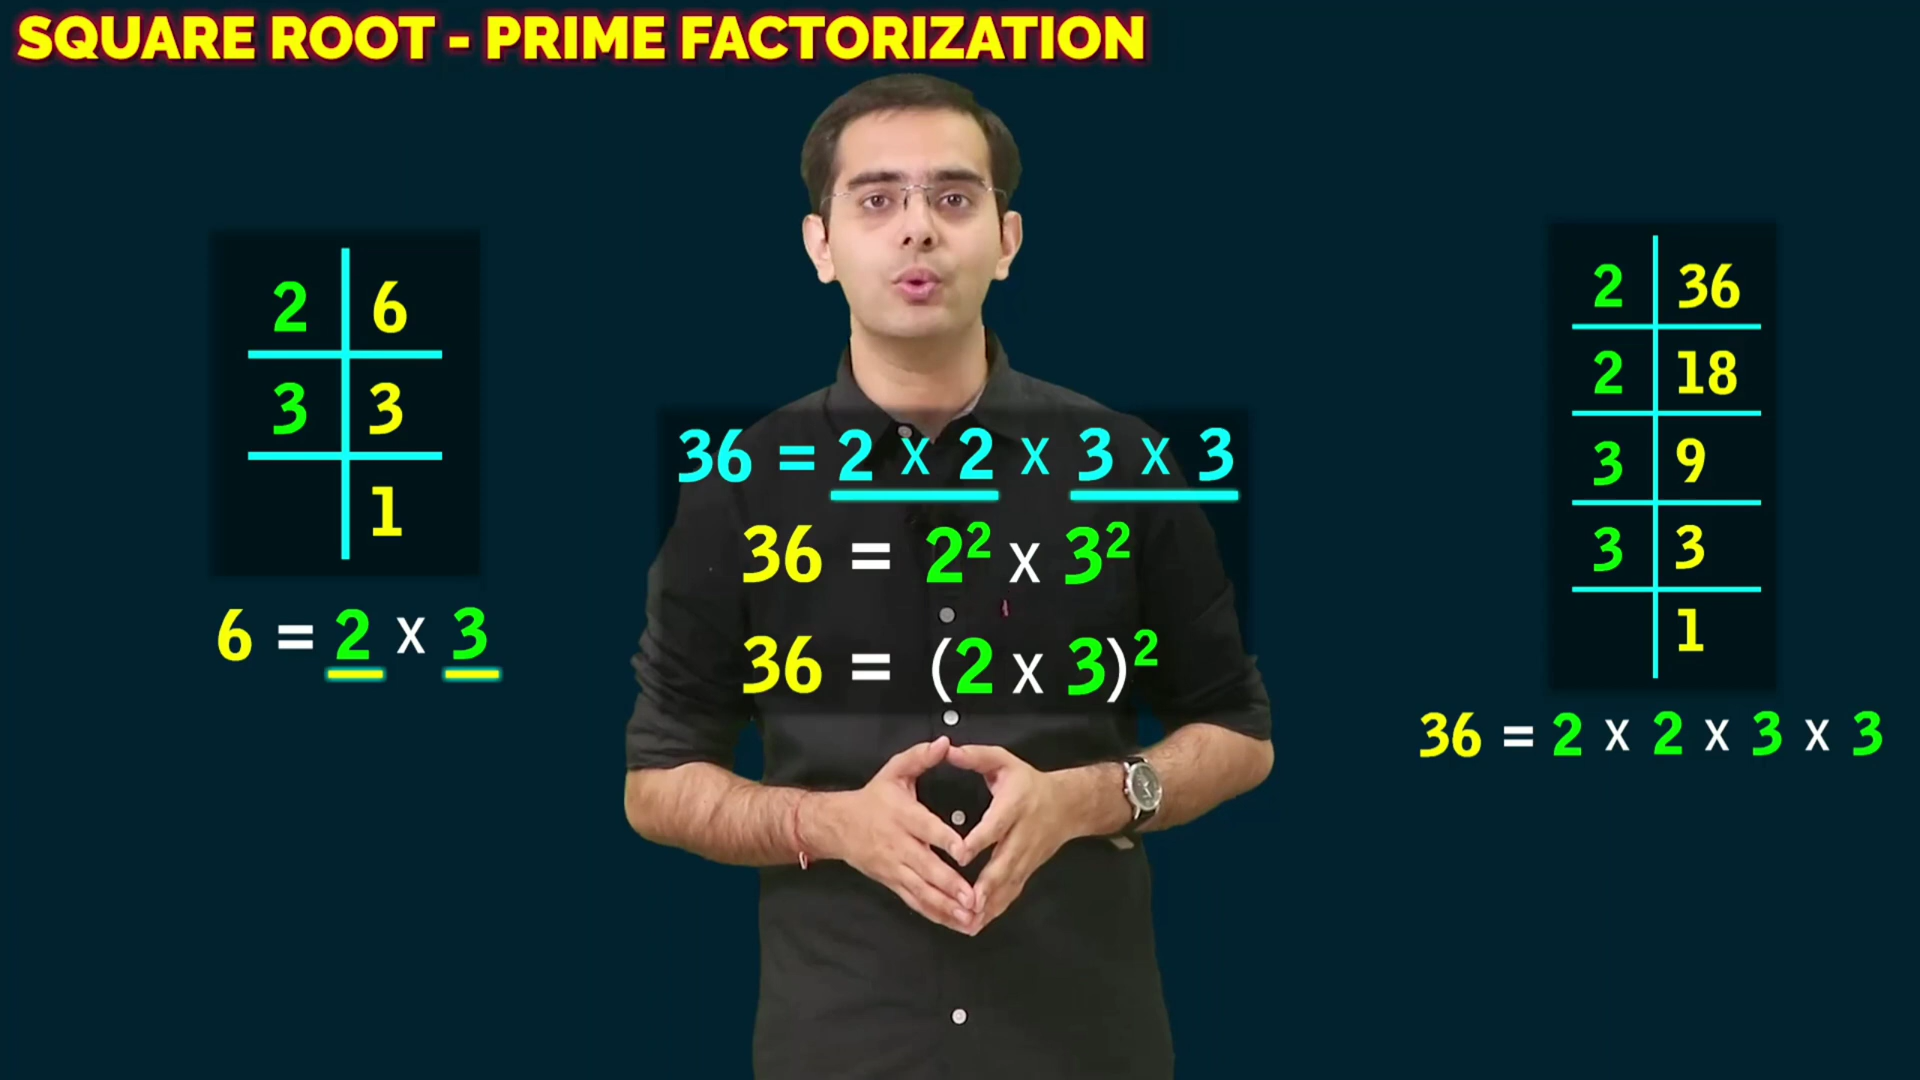 SQUARE ROOT - PRIME FACTORIZATION
2 6
3 3
1
6 = 2 x 3
36 = 2 x 2 x 3 x 3
36 = 2² x 3²
36 = (2 x 3)²
2 36
2 18
3 9
3 3
1
36 = 2 x 2 x 3 x 3